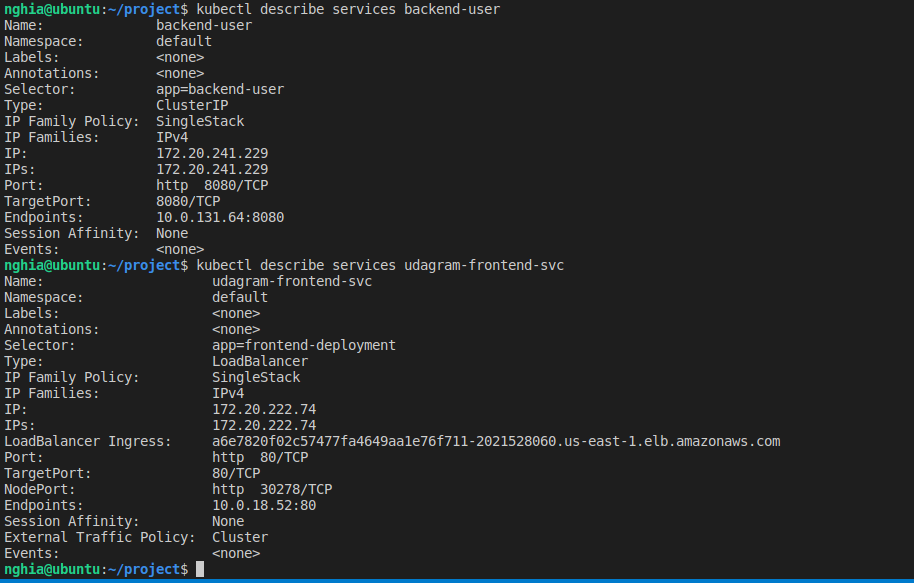 nghia@ubuntu:~/project$ kubectl describe services backend-user
Name:              backend-user
Namespace:         default
Labels:            <none>
Annotations:       <none>
Selector:          app=backend-user
Type:              ClusterIP
IP Family Policy:  SingleStack
IP Families:       IPv4
IP:                172.20.241.229
IPs:               172.20.241.229
Port:              http  8080/TCP
TargetPort:        8080/TCP
Endpoints:         10.0.131.64:8080
Session Affinity:  None
Events:            <none>
nghia@ubuntu:~/project$ kubectl describe services udagram-frontend-svc
Name:                     udagram-frontend-svc
Namespace:                default
Labels:                   <none>
Annotations:              <none>
Selector:                 app=frontend-deployment
Type:                     LoadBalancer
IP Family Policy:         SingleStack
IP Families:              IPv4
IP:                       172.20.222.74
IPs:                      172.20.222.74
LoadBalancer Ingress:     a6e7820f02c57477fa4649aa1e76f711-2021528060.us-east-1.elb.amazonaws.com
Port:                     http  80/TCP
TargetPort:               80/TCP
NodePort:                 http  30278/TCP
Endpoints:                10.0.18.52:80
Session Affinity:         None
External Traffic Policy:  Cluster
Events:                   <none>
nghia@ubuntu:~/project$